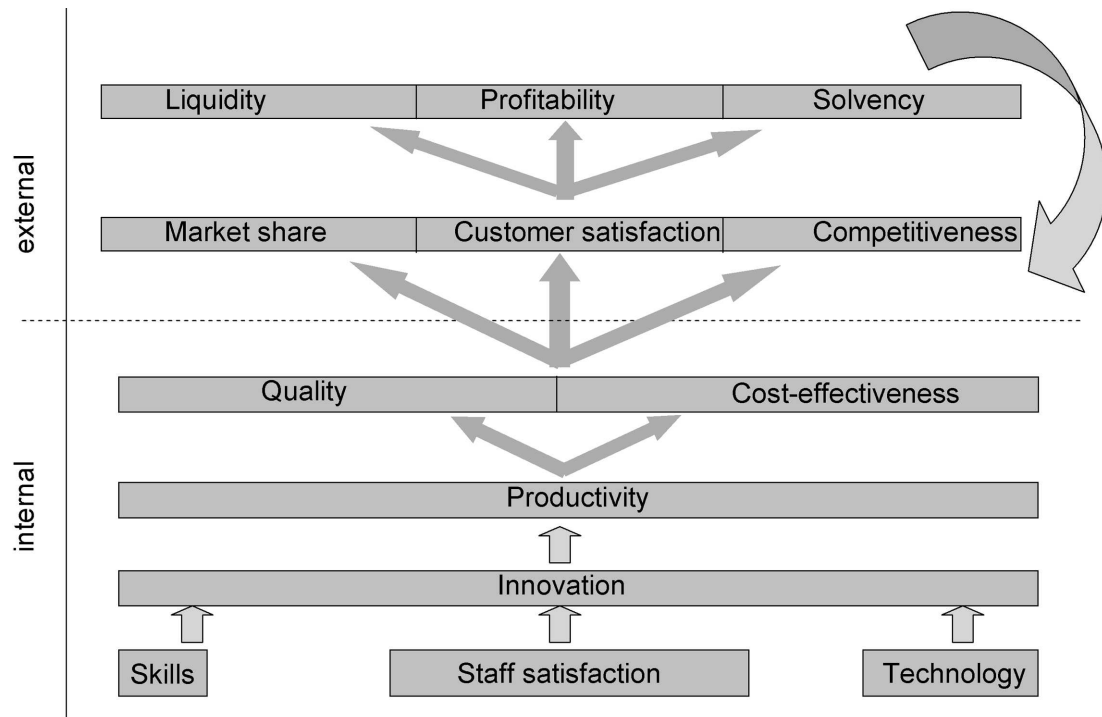 Liquidity Profitability Solvency
external
Market share Customer satisfaction Competitiveness
Quality Cost-effectiveness
internal
Productivity
Innovation
Skills Staff satisfaction Technology